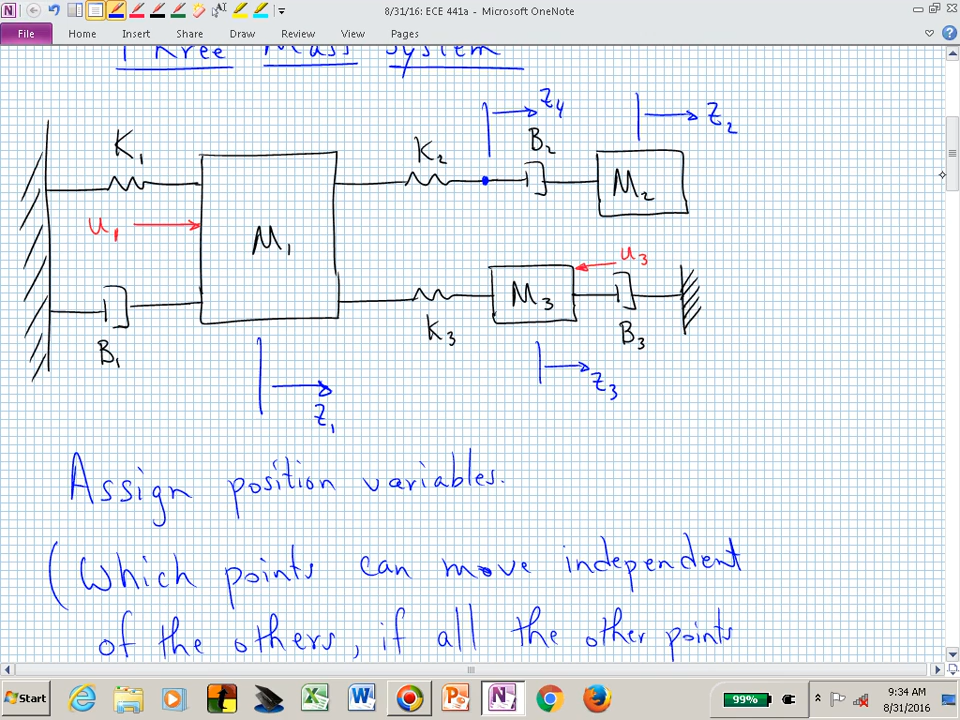 8/31/16: ECE 441a - Microsoft OneNote
File Home Insert Share Draw Review View Pages
Three Mass System
Z4
Z2
K1
K2
B2
M2
u1
M1
u3
M3
K3
B3
B1
Z3
Z1
Assign position variables.
(Which points can move independent
of the others, if all the other points
Start
99%
9:34 AM
8/31/2016